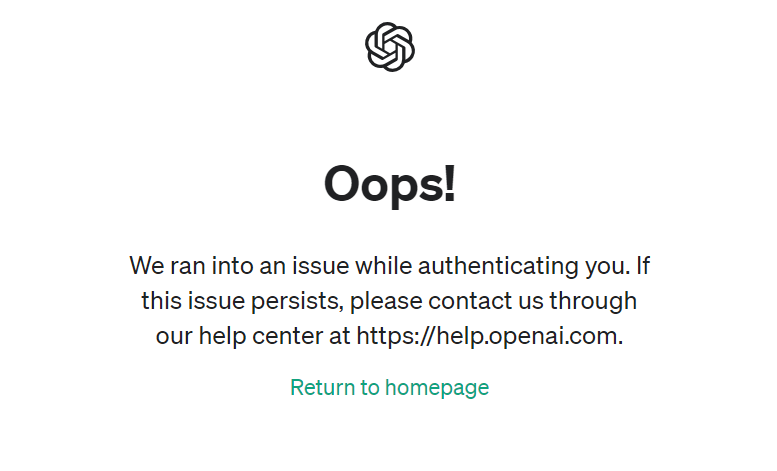 Oops!
We ran into an issue while authenticating you. If
this issue persists, please contact us through
our help center at https://help.openai.com.
Return to homepage